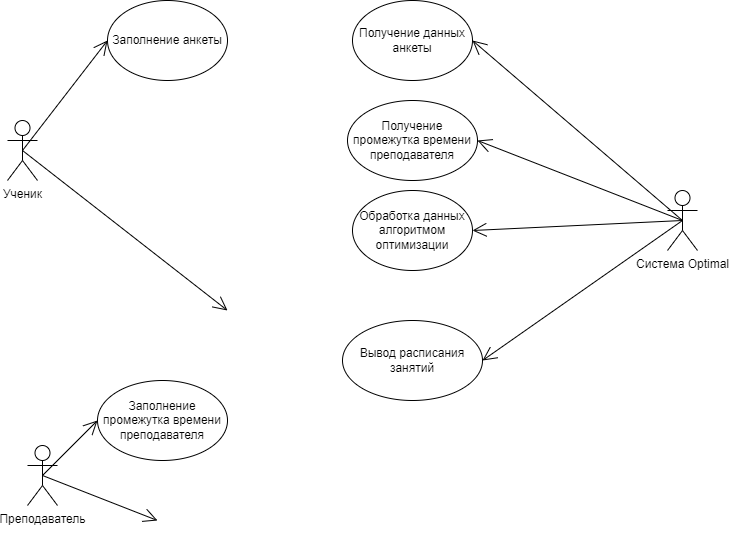 Заполнение анкеты
Получение данных
анкеты
Получение
промежутка времени
преподавателя
Ученик
Обработка данных
алгоритмом
оптимизации
Система Optimal
Вывод расписания
занятий
Заполнение
промежутка времени
преподавателя
Преподаватель